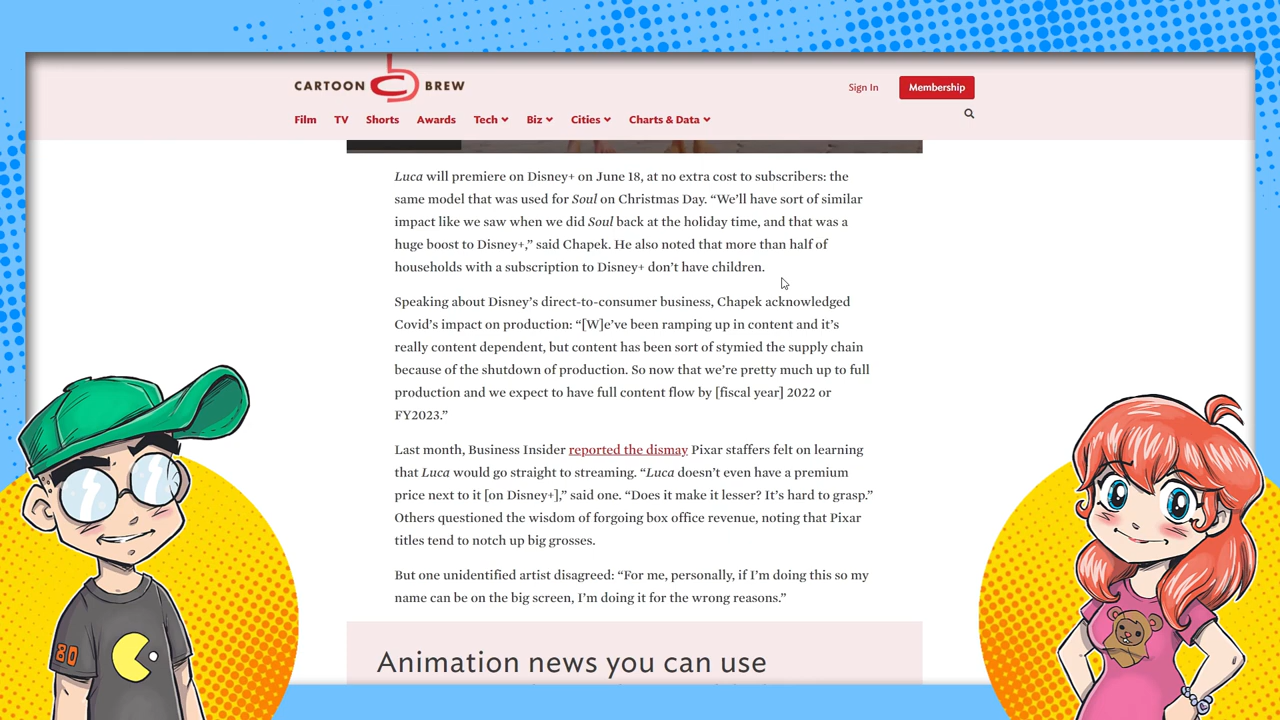 CARTOON BREW
Sign In
Membership
Film TV Shorts Awards Tech Biz Cities Charts & Data
Luca will premiere on Disney+ on June 18, at no extra cost to subscribers: the
same model that was used for Soul on Christmas Day. “We’ll have sort of similar
impact like we saw when we did Soul back at the holiday time, and that was a
huge boost to Disney+,” said Chapek. He also noted that more than half of
households with a subscription to Disney+ don’t have children.
Speaking about Disney’s direct-to-consumer business, Chapek acknowledged
Covid’s impact on production: “[W]e’ve been ramping up in content and it’s
really content dependent, but content has been sort of stymied the supply chain
because of the shutdown of production. So now that we’re pretty much up to full
production and we expect to have full content flow by [fiscal year] 2022 or
FY2023.”
Last month, Business Insider reported the dismay Pixar staffers felt on learning
that Luca would go straight to streaming. “Luca doesn’t even have a premium
price next to it [on Disney+],” said one. “Does it make it lesser? It’s hard to grasp.”
Others questioned the wisdom of forgoing box office revenue, noting that Pixar
titles tend to notch up big grosses.
But one unidentified artist disagreed: “For me, personally, if I’m doing this so my
name can be on the big screen, I’m doing it for the wrong reasons.”
Animation news you can use
80